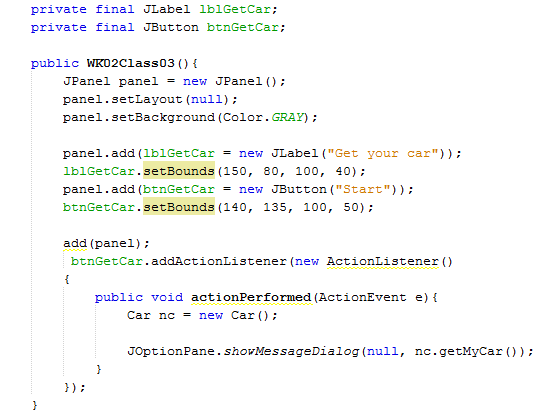 private final JLabel lblGetCar;
private final JButton btnGetCar;
public WK02Class03(){
JPanel panel = new JPanel();
panel.setLayout(null);
panel.setBackground(Color.GRAY);
panel.add(lblGetCar = new JLabel("Get your car"));
lblGetCar.setBounds(150, 80, 100, 40);
panel.add(btnGetCar = new JButton("Start"));
btnGetCar.setBounds(140, 135, 100, 50);
add(panel);
btnGetCar.addActionListener(new ActionListener()
{
public void actionPerformed(ActionEvent e){
Car nc = new Car();
JOptionPane.showMessageDialog(null, nc.getMyCar());
}
});
}